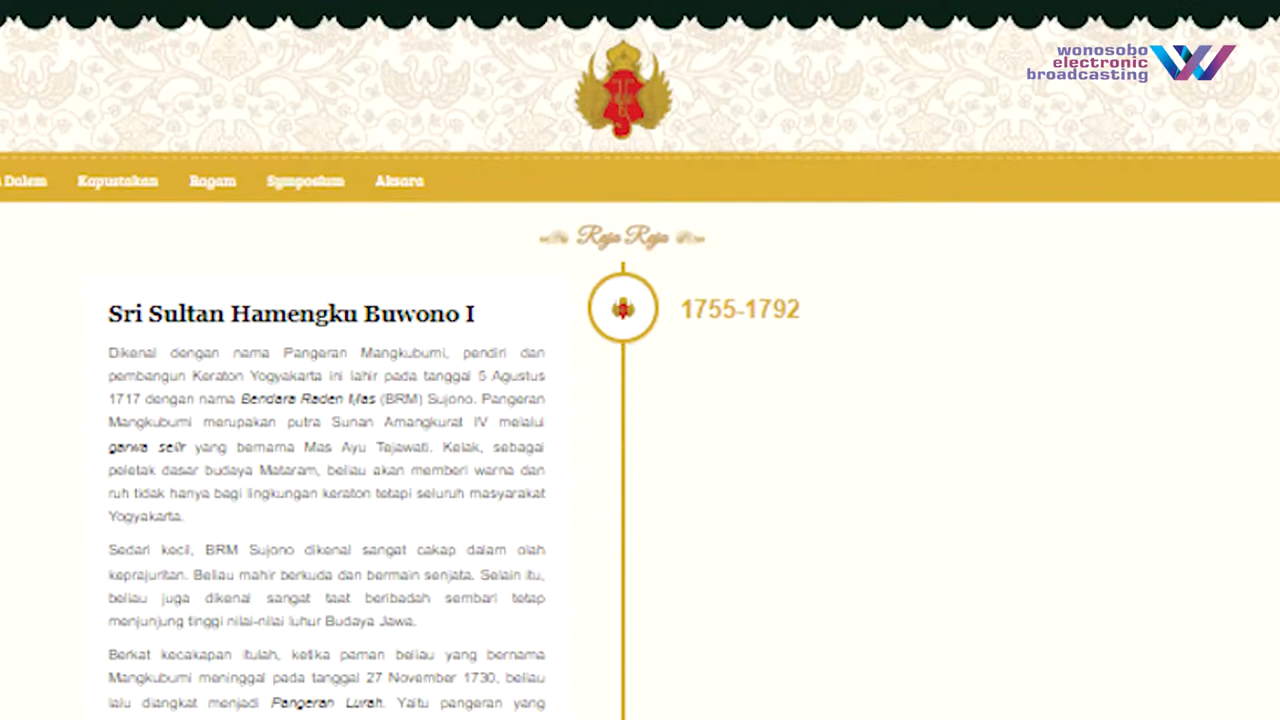 wonosobo
electronic
broadcasting
Dalem Kapustakan Ragam Symposium Aksara
Raja Raja
1755-1792
Sri Sultan Hamengku Buwono I
Dikenal dengan nama Pangeran Mangkubumi, pendiri dan
pembangun Keraton Yogyakarta ini lahir pada tanggal 5 Agustus
1717 dengan nama Bendara Raden Mas (BRM) Sujono. Pangeran
Mangkubumi merupakan putra Sunan Amangkurat IV melalui
garwa selir yang bernama Mas Ayu Tejawati. Kelak, sebagai
peletak dasar budaya Mataram, beliau akan memberi warna dan
ruh tidak hanya bagi lingkungan keraton tetapi seluruh masyarakat
Yogyakarta.
Sedari kecil, BRM Sujono dikenal sangat cakap dalam olah
keprajuritan. Beliau mahir berkuda dan bermain senjata. Selain itu,
beliau juga dikenal sangat taat beribadah sembari tetap
menjunjung tinggi nilai-nilai luhur Budaya Jawa.
Berkat kecakapan itulah, ketika paman beliau yang bernama
Mangkubumi meninggal pada tanggal 27 November 1730, beliau
lalu diangkat menjadi Pangeran Lurah. Yaitu pangeran yang